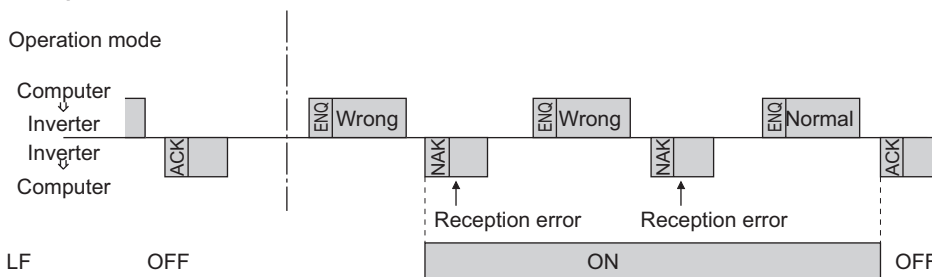 Operation mode
Computer
Inverter
Inverter
Computer
ACK
ENQ Wrong
NAK
ENQ Wrong
NAK
ENQ Normal
ACK
Reception error
Reception error
LF OFF ON OFF